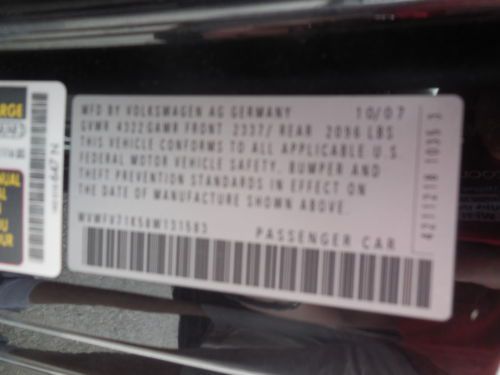 MFD BY VOLKSWAGEN AG GERMANY 10/07
GVWR 4322 GAWR FRONT 2337/ REAR 2096 LBS
THIS VEHICLE CONFORMS TO ALL APPLICABLE U.S.
FEDERAL MOTOR VEHICLE SAFETY, BUMPER AND
THEFT PREVENTION STANDARDS IN EFFECT ON
THE DATE OF MANUFACTURE SHOWN ABOVE.
WVWFV71K58W131583
PASSENGER CAR